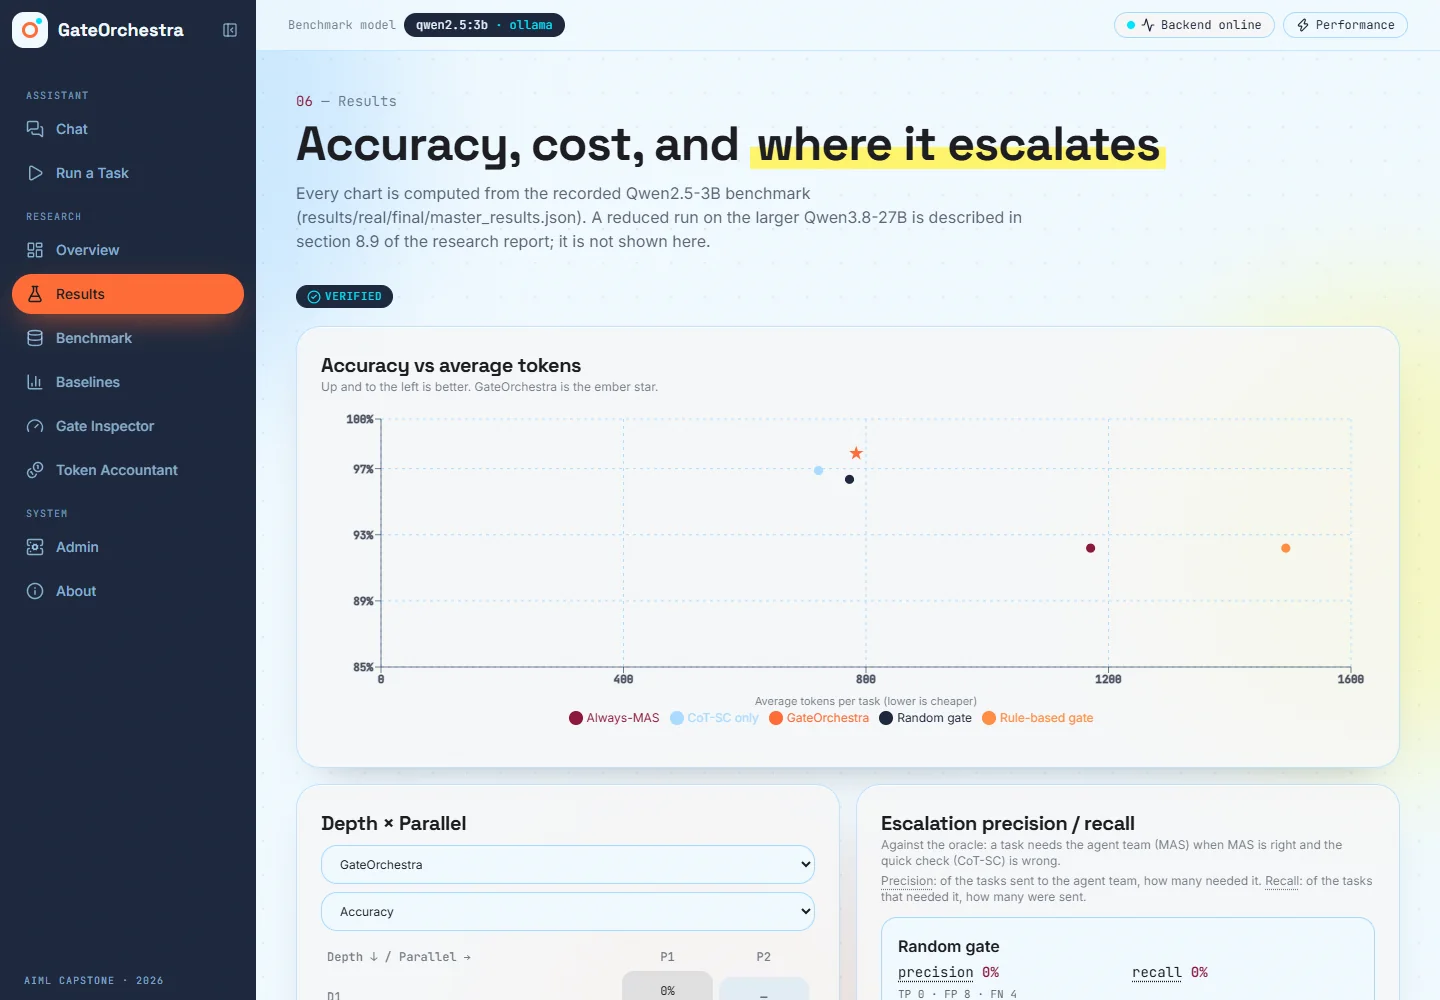 GateOrchestra
ASSISTANT
Chat
Run a Task
RESEARCH
Overview
Results
Benchmark
Baselines
Gate Inspector
Token Accountant
SYSTEM
Admin
About
AIML CAPSTONE · 2026
Benchmark model qwen2.5:3b · ollama
Backend online
Performance
06 — Results
Accuracy, cost, and where it escalates
Every chart is computed from the recorded Qwen2.5-3B benchmark
(results/real/final/master_results.json). A reduced run on the larger Qwen3.8-27B is described in
section 8.9 of the research report; it is not shown here.
VERIFIED
Accuracy vs average tokens
Up and to the left is better. GateOrchestra is the ember star.
100%
97%
93%
89%
85%
0 400 800 1200 1600
Average tokens per task (lower is cheaper)
Always-MAS CoT-SC only GateOrchestra Random gate Rule-based gate
Depth × Parallel
GateOrchestra
Accuracy
Depth ↓ / Parallel → P1 P2
D1 0% —
Escalation precision / recall
Against the oracle: a task needs the agent team (MAS) when MAS is right and the
quick check (CoT-SC) is wrong.
Precision: of the tasks sent to the agent team, how many needed it. Recall: of the tasks
that needed it, how many were sent.
Random gate
precision 0% recall 0%
TP 0 · FP 8 · FN 4